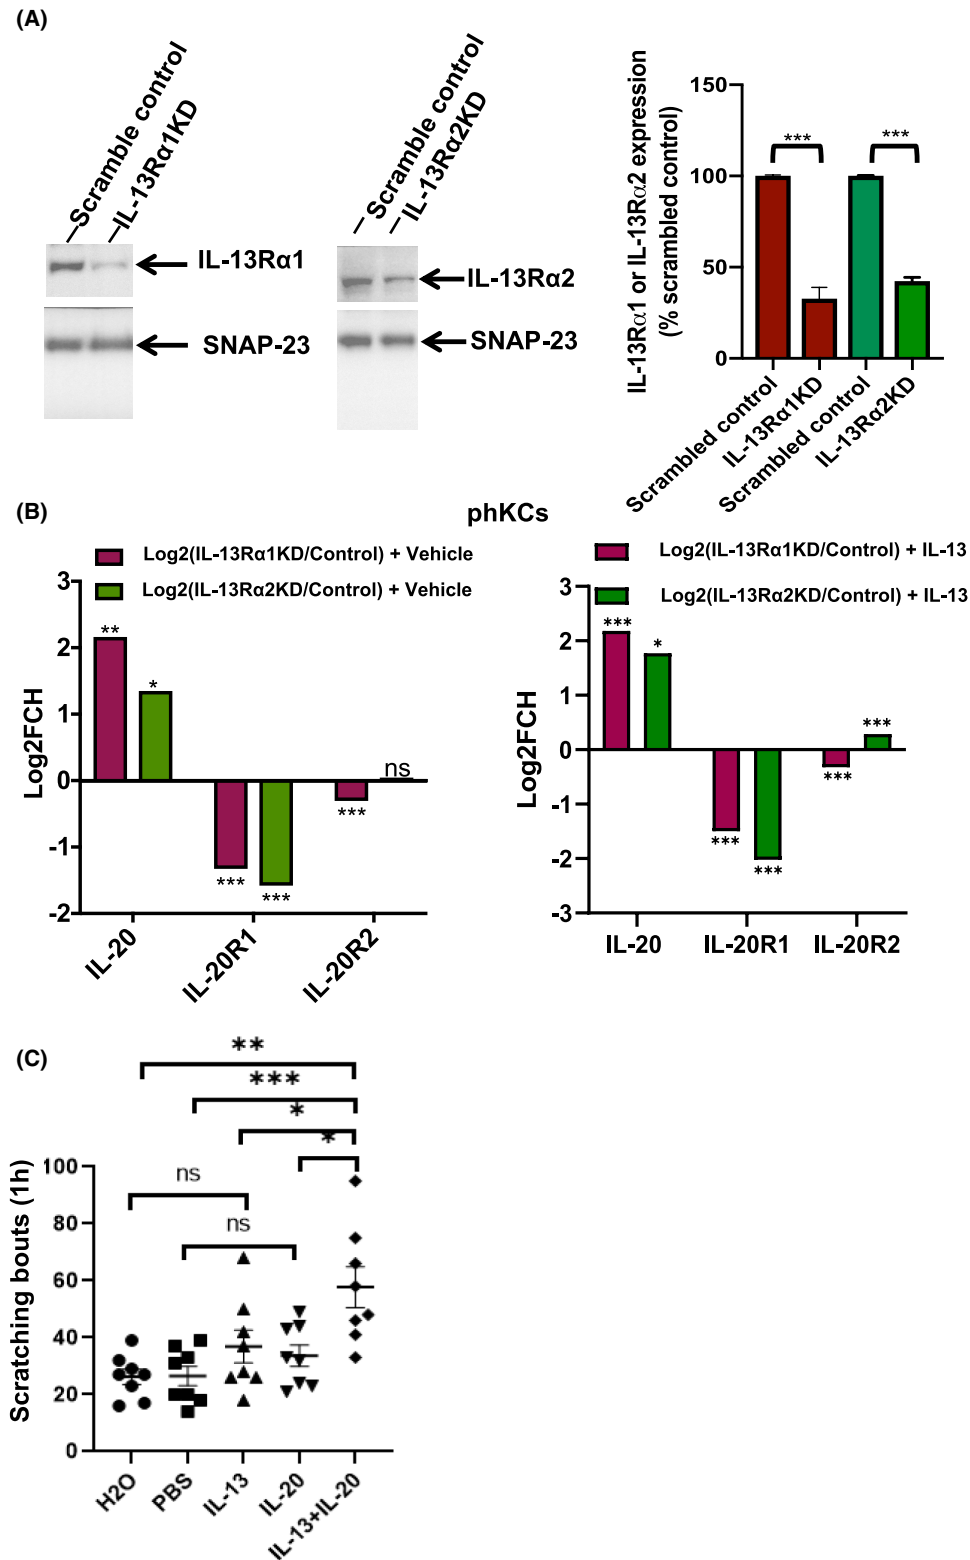 (A)
Scramble control
IL-13Rα1KD
IL-13Rα1
SNAP-23
Scramble control
IL-13Rα2KD
IL-13Rα2
SNAP-23
IL-13Rα1 or IL-13Rα2 expression
(% scrambled control)
150
100
50
0
***
***
Scrambled control
IL-13Rα1KD
Scrambled control
IL-13Rα2KD
(B)
phKCs
Log2(IL-13Rα1KD/Control) + Vehicle
Log2(IL-13Rα2KD/Control) + Vehicle
Log2FCH
3
2
1
0
-1
-2
**
*
***
***
***
ns
IL-20
IL-20R1
IL-20R2
Log2(IL-13Rα1KD/Control) + IL-13
Log2(IL-13Rα2KD/Control) + IL-13
Log2FCH
3
2
1
0
-1
-2
-3
***
*
***
***
***
***
IL-20
IL-20R1
IL-20R2
(C)
**
***
*
*
ns
ns
Scratching bouts (1h)
100
80
60
40
20
0
H2O
PBS
IL-13
IL-20
IL-13+IL-20